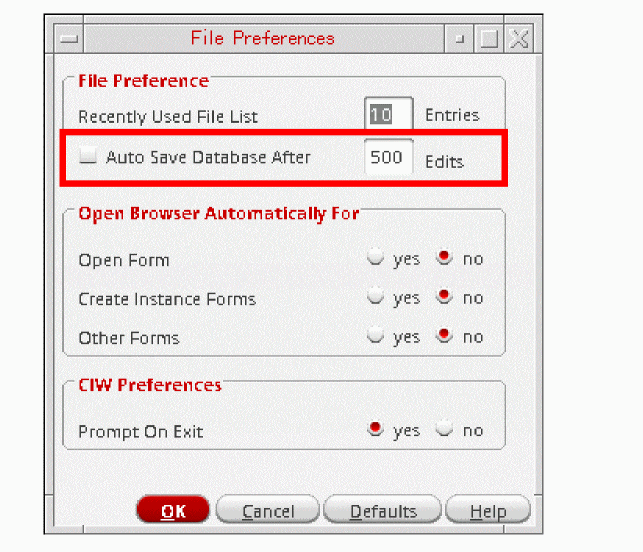 File Preferences
File Preference
Recently Used File List 10 Entries
Auto Save Database After 500 Edits
Open Browser Automatically For
Open Form yes no
Create Instance Forms yes no
Other Forms yes no
CIW Preferences
Prompt On Exit yes no
OK Cancel Defaults Help